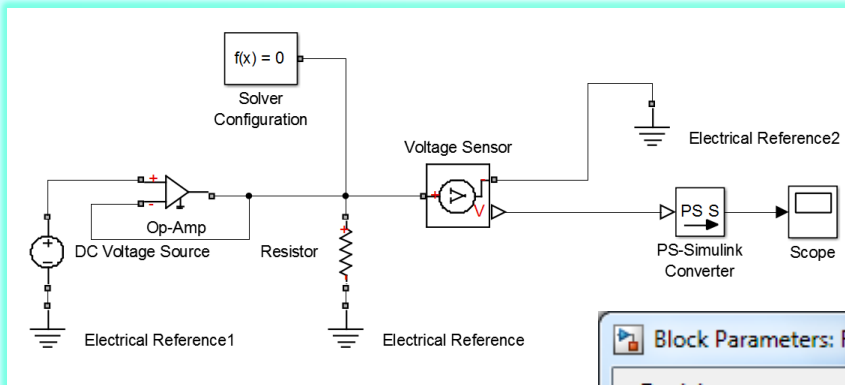 f(x) = 0
Solver
Configuration
Voltage Sensor
Electrical Reference2
+
-
Op-Amp
+
-
DC Voltage Source
Resistor
+
+
V
V
PS S
PS-Simulink
Converter
Scope
Electrical Reference1
Electrical Reference
Block Parameters: